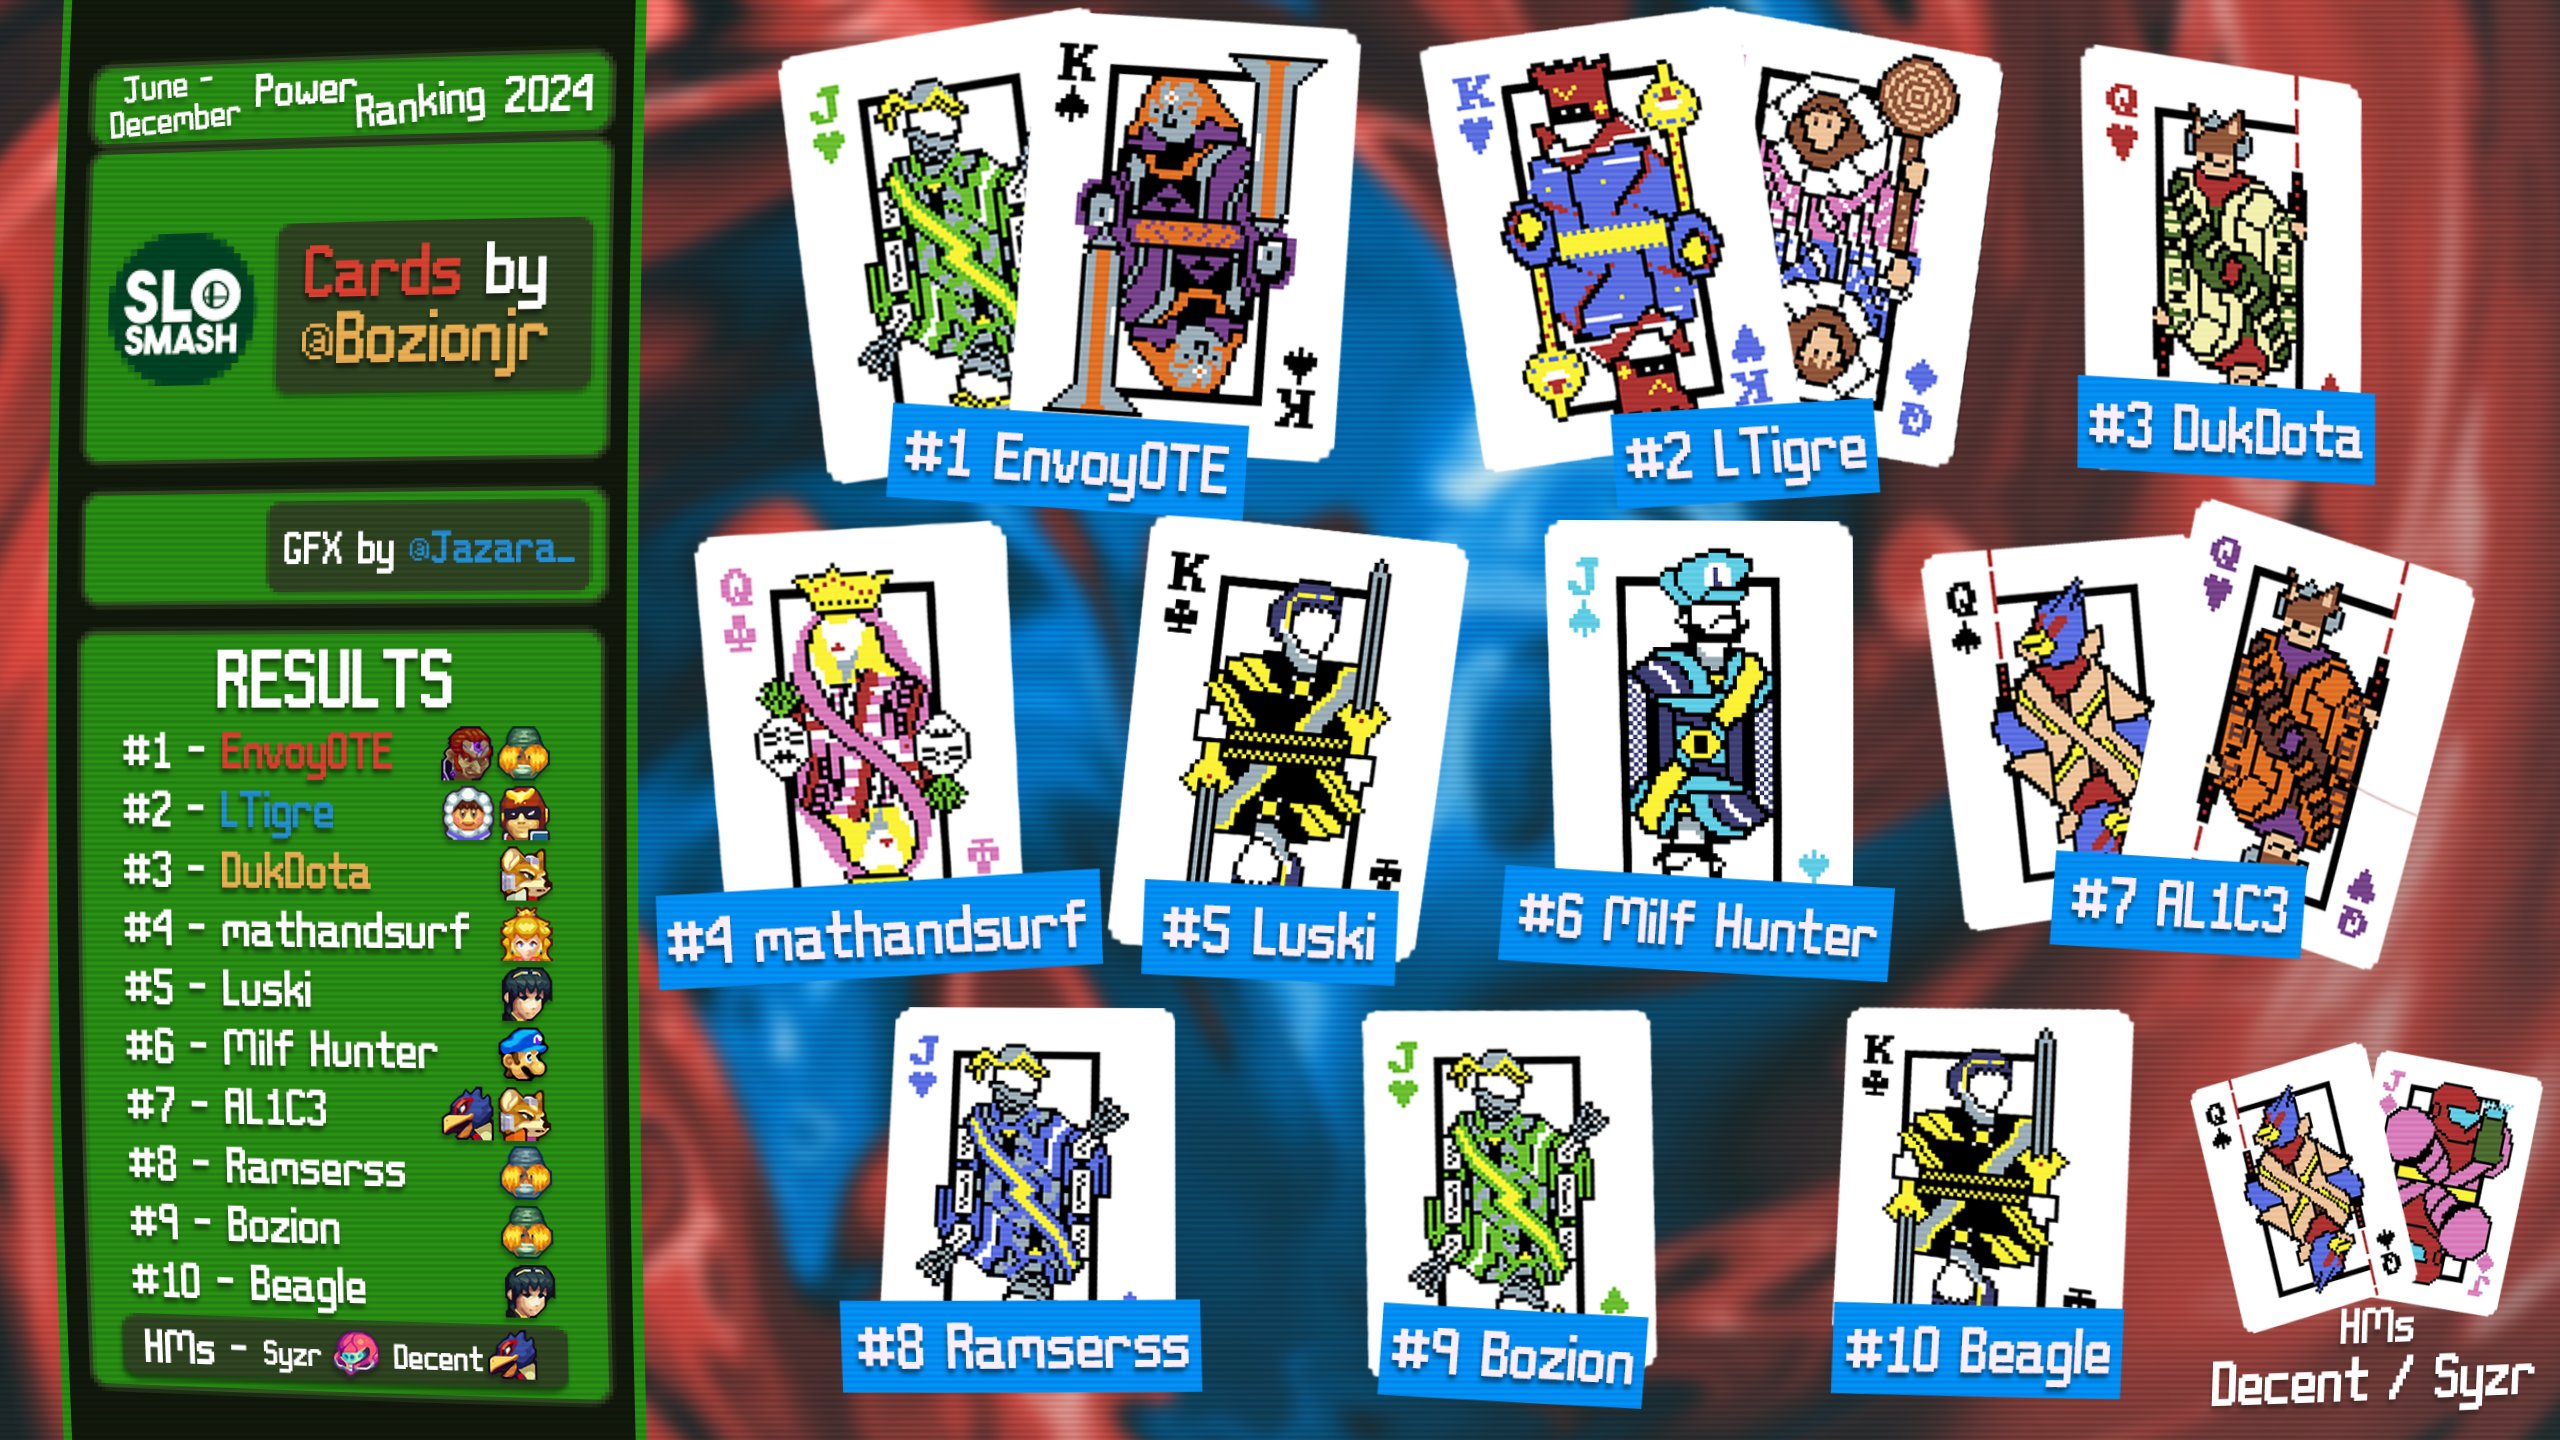 June - December Power Ranking 2024
SLO
SMASH
Cards by
@Bozionjr
GFX by @Jazara_
RESULTS
#1 - EnvoyOTE
#2 - LTigre
#3 - DukDota
#4 - mathandsurf
#5 - Luski
#6 - Milf Hunter
#7 - AL1C3
#8 - Ramserss
#9 - Bozion
#10 - Beagle
HMs - Syzr Decent
J
K
K
#1 EnvoyOTE
K
K
Q
#2 LTigre
Q
#3 DukDota
Q
#4 mathandsurf
K
#5 Luski
J
L
#6 Milf Hunter
Q
Q
Q
#7 AL1C3
J
#8 Ramserss
J
#9 Bozion
K
#10 Beagle
Q
Q
J
J
HMs
Decent / Syzr